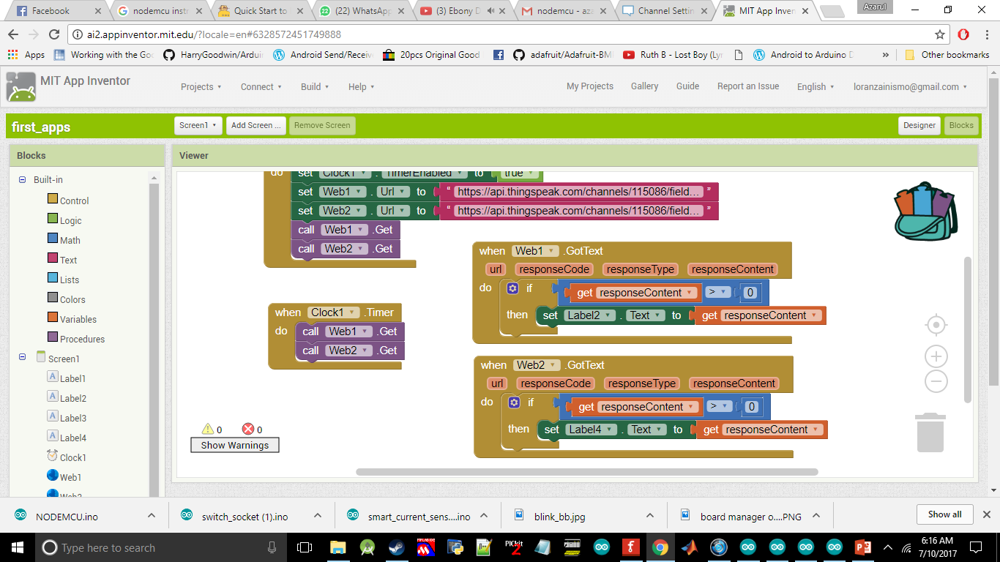 Facebook
nodemcu instr
Quick Start to
(22) WhatsApp
(3) Ebony D
nodemcu - aza
Channel Settin
MIT App Inven
Azarul
ai2.appinventor.mit.edu/?locale=en#6328572451749888
Apps
Working with the Go
HarryGoodwin/Ardui
Android Send/Receiv
20pcs Original Good
adafruit/Adafruit-BM
Ruth B - Lost Boy (Lyr
Android to Arduino D
»
Other bookmarks
MIT App Inventor
Projects
Connect
Build
Help
My Projects
Gallery
Guide
Report an Issue
English
loranzainismo@gmail.com
first_apps
Screen1
Add Screen ...
Remove Screen
Designer
Blocks
Blocks
Viewer
Built-in
Control
Logic
Math
Text
Lists
Colors
Variables
Procedures
Screen1
Label1
Label2
Label3
Label4
Clock1
Web1
Web2
do set Clock1 . TimerEnabled to true
set Web1 . Url to “ https://api.thingspeak.com/channels/115086/field... ”
set Web2 . Url to “ https://api.thingspeak.com/channels/115086/field... ”
call Web1 .Get
call Web2 .Get
when Clock1 .Timer
do call Web1 .Get
call Web2 .Get
when Web1 .GotText
url responseCode responseType responseContent
do if get responseContent > 0
then set Label2 . Text to get responseContent
when Web2 .GotText
url responseCode responseType responseContent
do if get responseContent > 0
then set Label4 . Text to get responseContent
0 0
Show Warnings
NODEMCU.ino
switch_socket (1).ino
smart_current_sens....ino
blink_bb.jpg
board manager o....PNG
Show all
Type here to search
PICkit 2
6:16 AM
7/10/2017